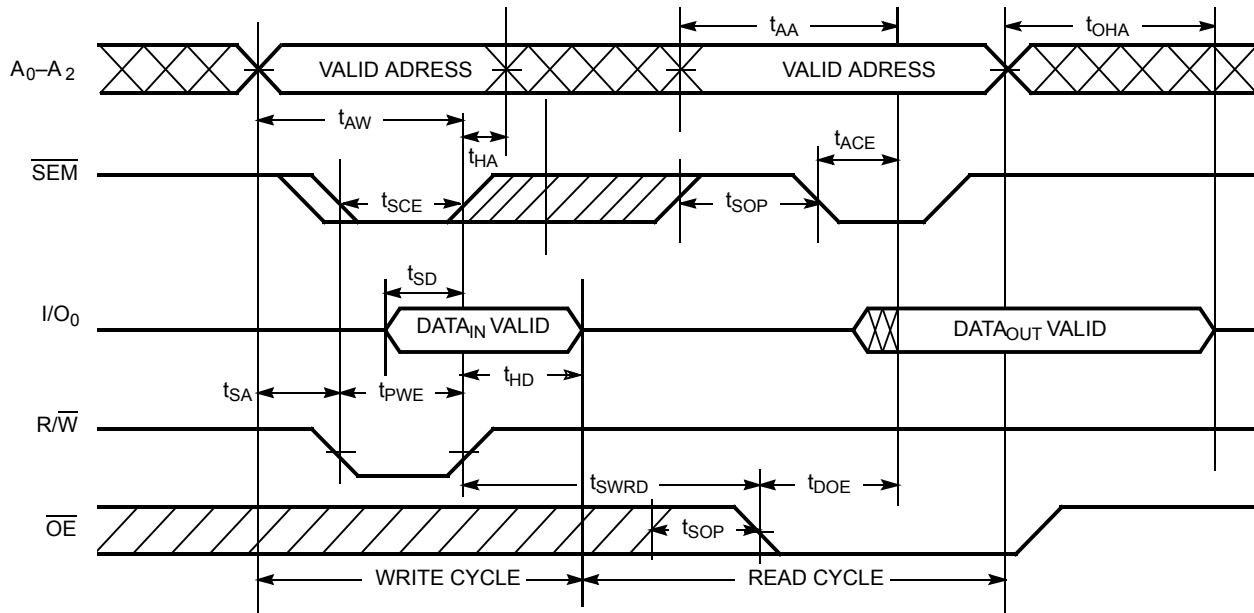 tAA
tOHA
A0–A2
VALID ADRESS
VALID ADRESS
tAW
tHA
tACE
SEM
tSCE
tSOP
tSD
I/O0
DATAIN VALID
DATAOUT VALID
tSA
tPWE
tHD
R/W
tSWRD
tDOE
OE
tSOP
WRITE CYCLE
READ CYCLE